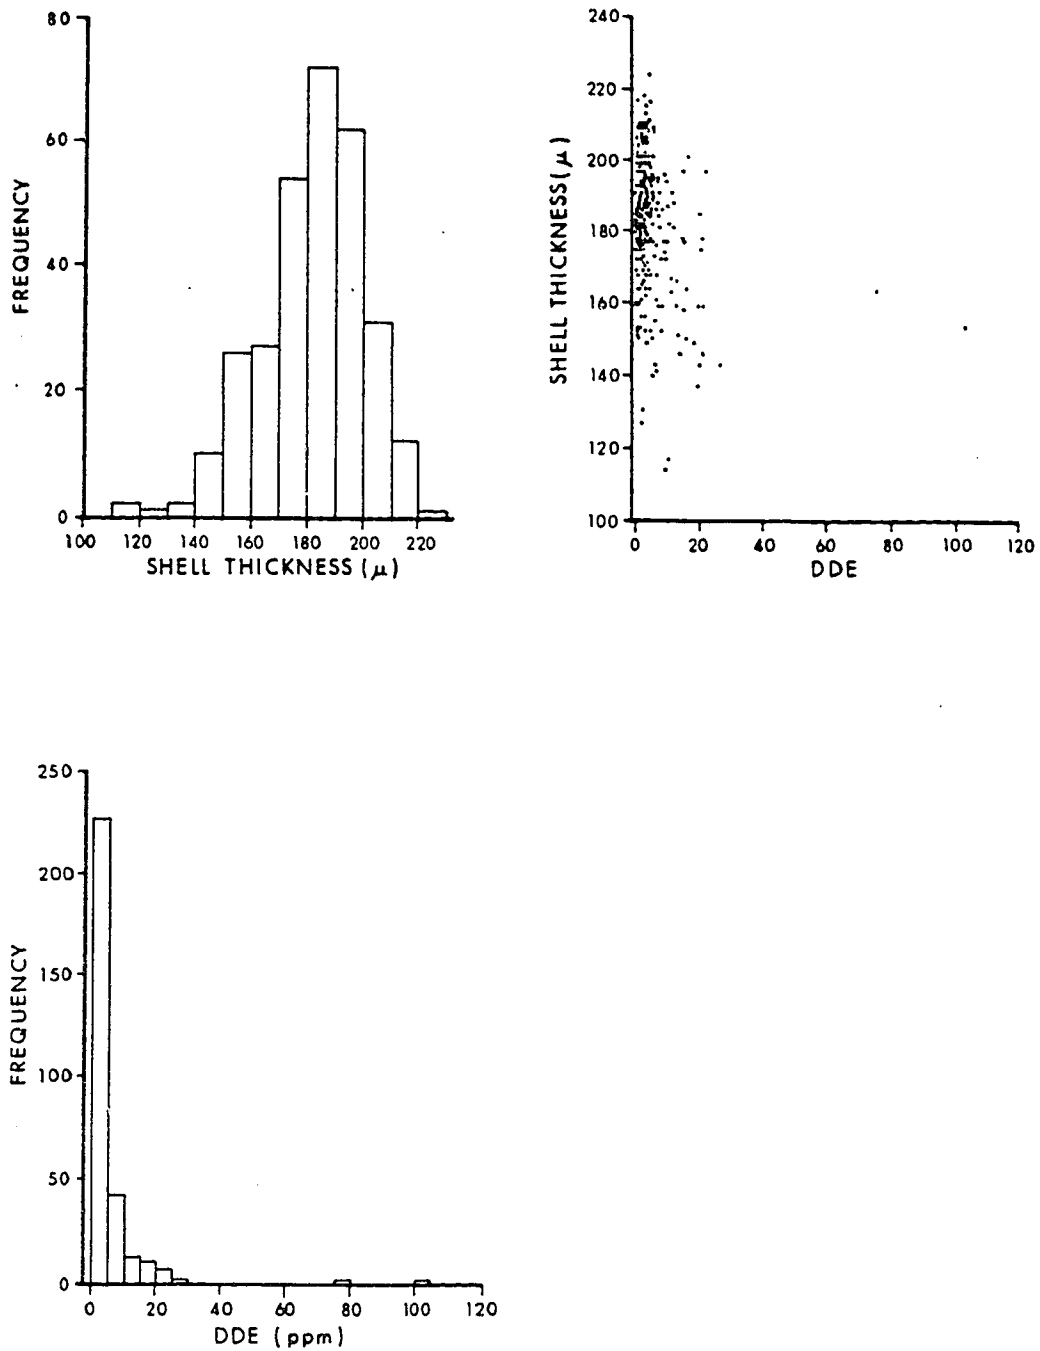 80
60
40
20
0
FREQUENCY
100 120 140 160 180 200 220
SHELL THICKNESS (μ)
240
220
200
180
160
140
120
100
SHELL THICKNESS (μ)
0 20 40 60 80 100 120
DDE
250
200
150
100
50
0
FREQUENCY
0 20 40 60 80 100 120
DDE (ppm)